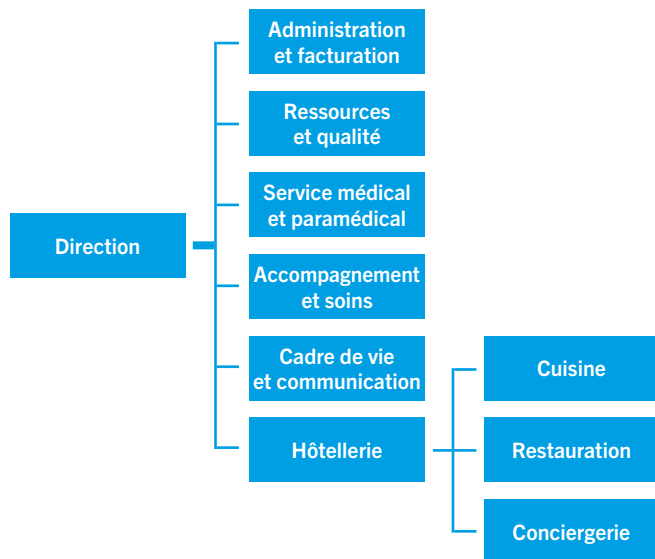 Administration
et facturation
Ressources
et qualité
Service médical
et paramédical
Direction
Accompagnement
et soins
Cadre de vie
et communication
Cuisine
Hôtellerie
Restauration
Conciergerie